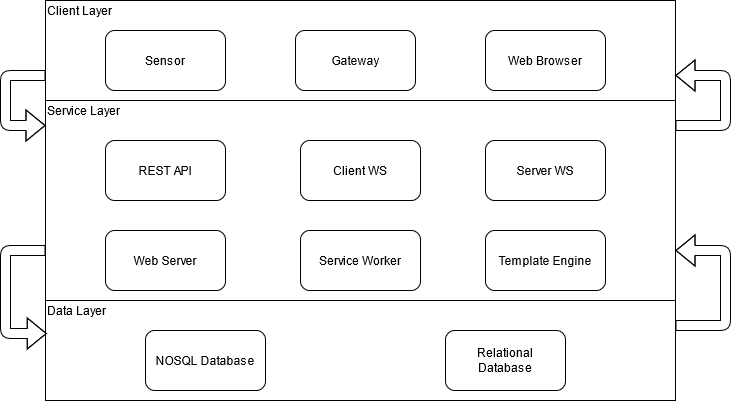 Client Layer
Sensor
Gateway
Web Browser
Service Layer
REST API
Client WS
Server WS
Web Server
Service Worker
Template Engine
Data Layer
NOSQL Database
Relational
Database